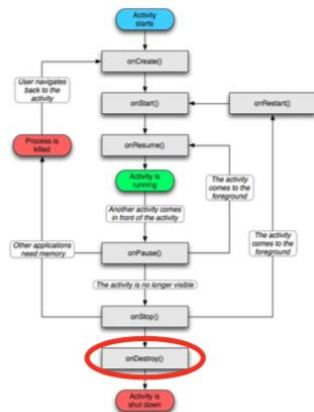 Activity
starts
onCreate()
User navigates
back to the
activity
onStart()
onRestart()
Process is
killed
onResume()
Activity is
running
Another activity comes
in front of the activity
The activity
comes to the
foreground
The activity
comes to the
foreground
Other applications
need memory
onPause()
The activity is no longer visible
onStop()
onDestroy()
Activity is
shut down